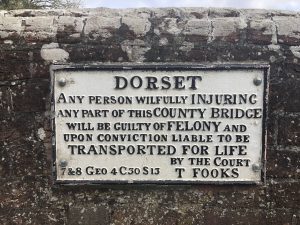 DORSET
ANY PERSON WILFULLY INJURING
ANY PART OF THIS COUNTY BRIDGE
WILL BE GUILTY OF FELONY AND
UPON CONVICTION LIABLE TO BE
TRANSPORTED FOR LIFE
BY THE COURT
7&8 GEO 4 C30 S13 T FOOKS